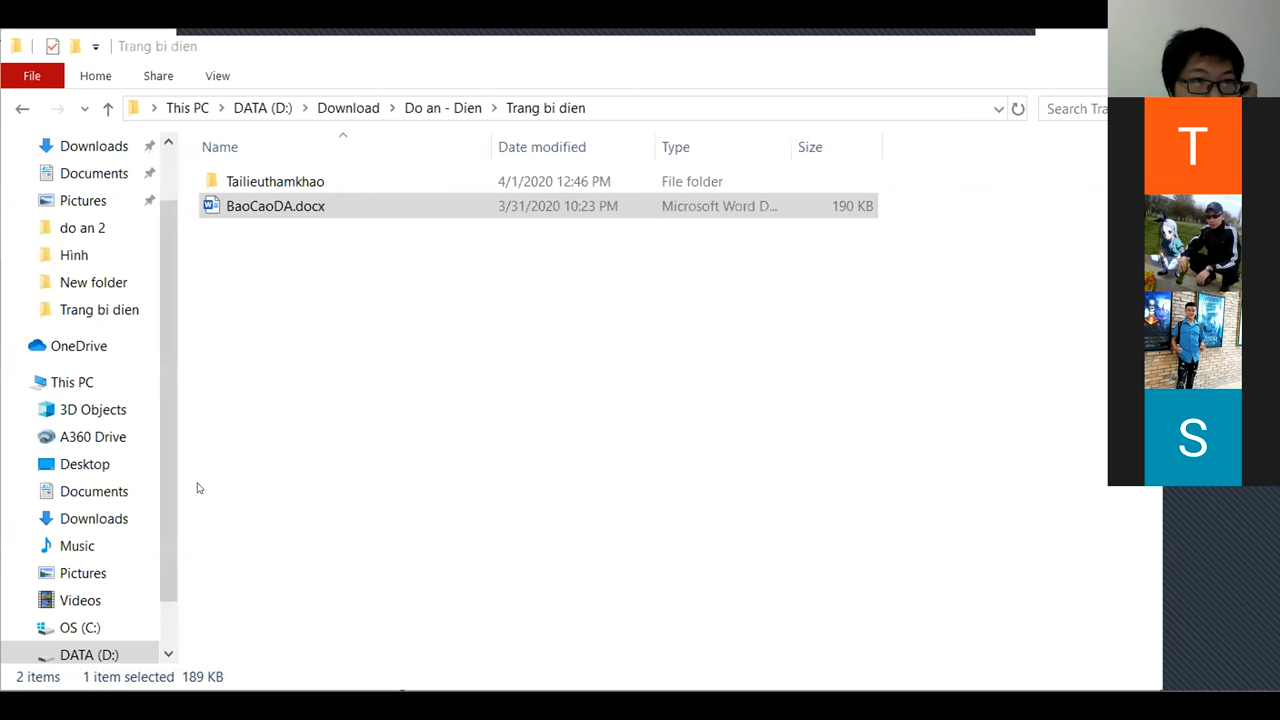 Trang bi dien
File Home Share View
This PC DATA (D:) Download Do an - Dien Trang bi dien Search Tra
Name Date modified Type Size
Tailieuthamkhao 4/1/2020 12:46 PM File folder
BaoCaoDA.docx 3/31/2020 10:23 PM Microsoft Word D... 190 KB
Downloads
Documents
Pictures
do an 2
Hình
New folder
Trang bi dien
OneDrive
This PC
3D Objects
A360 Drive
Desktop
Documents
Downloads
Music
Pictures
Videos
OS (C:)
DATA (D:)
2 items 1 item selected 189 KB
T
S